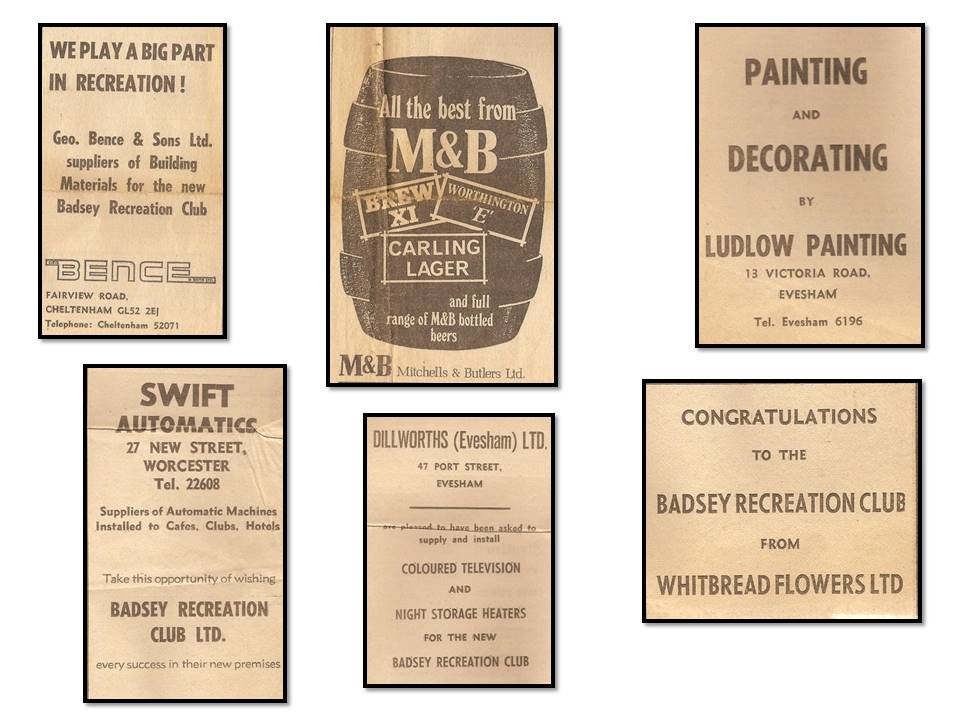 WE PLAY A BIG PART
IN RECREATION!
Geo. Bence & Sons Ltd.
suppliers of Building
Materials for the new
Badsey Recreation Club
BENCE
FAIRVIEW ROAD,
CHELTENHAM GL52 2EJ
Telephone: Cheltenham 52071
All the best from
M&B
BREW
XI
WORTHINGTON
'E'
CARLING
LAGER
and full
range of M&B bottled
beers
M&B Mitchells & Butlers Ltd.
PAINTING
AND
DECORATING
BY
LUDLOW PAINTING
13 VICTORIA ROAD,
EVESHAM
Tel. Evesham 6196
SWIFT
AUTOMATICS
27 NEW STREET,
WORCESTER
Tel. 22608
Suppliers of Automatic Machines
Installed to Cafes, Clubs, Hotels
Take this opportunity of wishing
BADSEY RECREATION
CLUB LTD.
every success in their new premises
DILLWORTHS (Evesham) LTD.
47 PORT STREET,
EVESHAM
are pleased to have been asked to
supply and install
COLOURED TELEVISION
AND
NIGHT STORAGE HEATERS
FOR THE NEW
BADSEY RECREATION CLUB
CONGRATULATIONS
TO THE
BADSEY RECREATION CLUB
FROM
WHITBREAD FLOWERS LTD